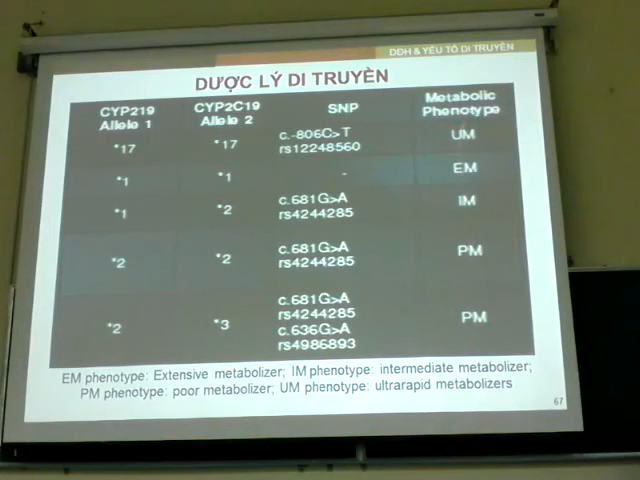 DDH & YẾU TỐ DI TRUYỀN
DƯỢC LÝ DI TRUYỀN
CYP219 Allele 1 CYP2C19 Allele 2 SNP Metabolic Phenotype
*17 *17 c.-806C>T rs12248560 UM
*1 *1 - EM
*1 *2 c.681G>A rs4244285 IM
*2 *2 c.681G>A rs4244285 PM
*2 *3 c.681G>A rs4244285 c.636G>A rs4986893 PM
EM phenotype: Extensive metabolizer; IM phenotype: intermediate metabolizer;
PM phenotype: poor metabolizer; UM phenotype: ultrarapid metabolizers
67